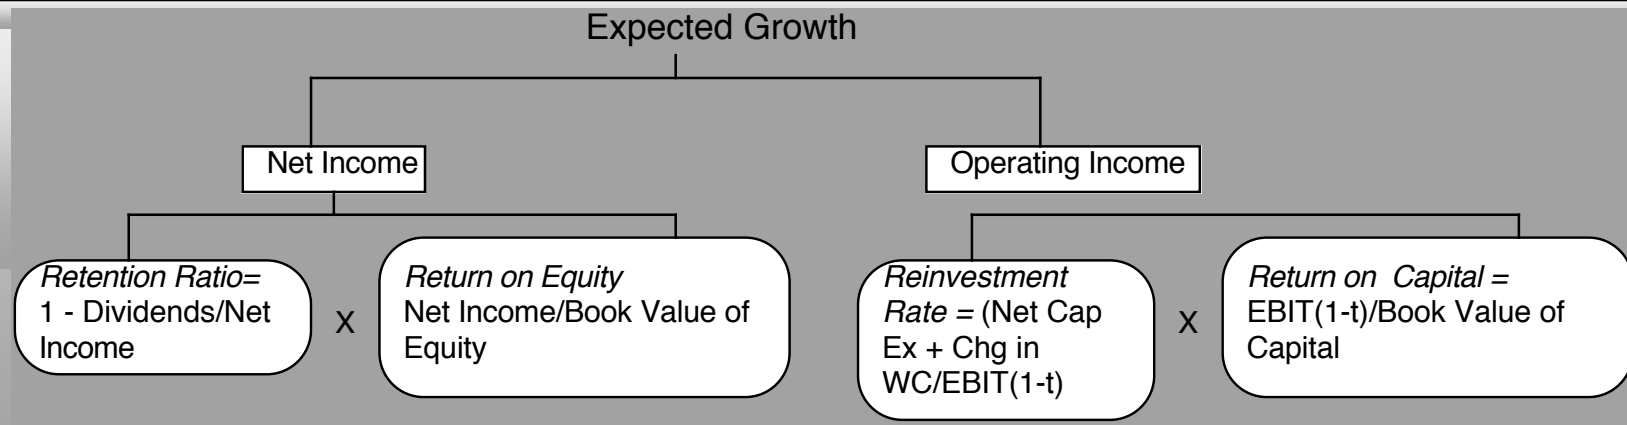 Expected Growth
Net Income
Operating Income
Retention Ratio=
1 - Dividends/Net
Income
X
Return on Equity
Net Income/Book Value of
Equity
Reinvestment
Rate = (Net Cap
Ex + Chg in
WC/EBIT(1-t)
X
Return on Capital =
EBIT(1-t)/Book Value of
Capital